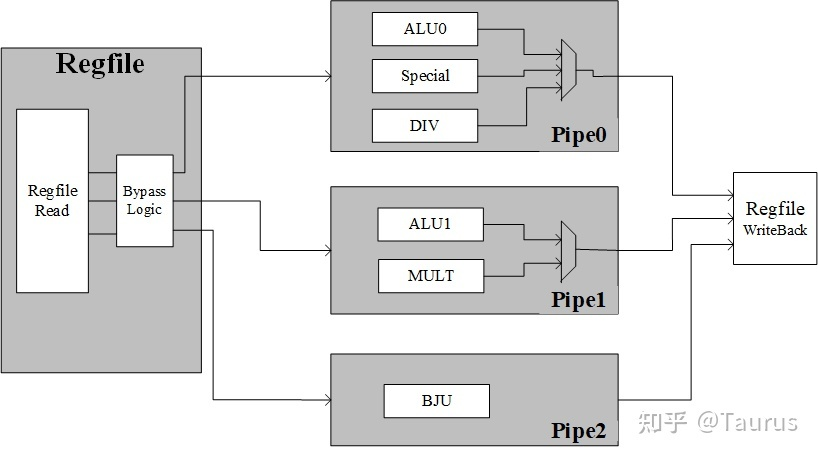 Regfile
Regfile
Read
Bypass
Logic
ALU0
Special
DIV
Pipe0
ALU1
MULT
Pipe1
BJU
Pipe2
Regfile
WriteBack
知乎 @Taurus